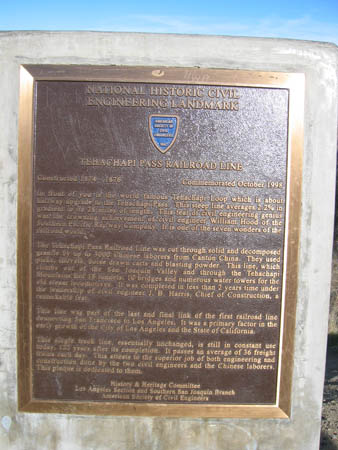 NATIONAL HISTORIC CIVIL
ENGINEERING LANDMARK
AMERICAN
SOCIETY OF
CIVIL
ENGINEERS
TEHACHAPI PASS RAILROAD LINE
Constructed 1874 - 1876 Commemorated October 1998
In front of you is the world famous Tehachapi Loop which is about
halfway upgrade to the Tehachapi Pass. This steep line averages 2.2% in
gradient in its 28 miles of length. This feat of civil engineering genius
was the crowning achievement of civil engineer William Hood of the
Southern Pacific Railway Company. It is one of the seven wonders of the
railroad world.
The Tehachapi Pass Railroad Line was cut through solid and decomposed
granite by up to 3000 Chinese laborers from Canton China. They used
picks, shovels, horse drawn carts and blasting powder. This line, which
climbs out of the San Joaquin Valley and through the Tehachapi
Mountains had 18 tunnels, 10 bridges and numerous water towers for the
old steam locomotives. It was completed in less than 2 years time under
the leadership of civil engineer J. B. Harris, Chief of Construction, a
remarkable feat.
This line was part of the last and final link of the first railroad line
connecting San Francisco to Los Angeles. It was a primary factor in the
early growth of the City of Los Angeles and the State of California.
This single track line, essentially unchanged, is still in constant use
today, 122 years after its completion. It passes an average of 36 freight
trains each day. This attests to the superior job of both engineering and
construction done by the two civil engineers and the Chinese laborers.
This plaque is dedicated to them.
History & Heritage Committee
Los Angeles Section and Southern San Joaquin Branch
American Society of Civil Engineers